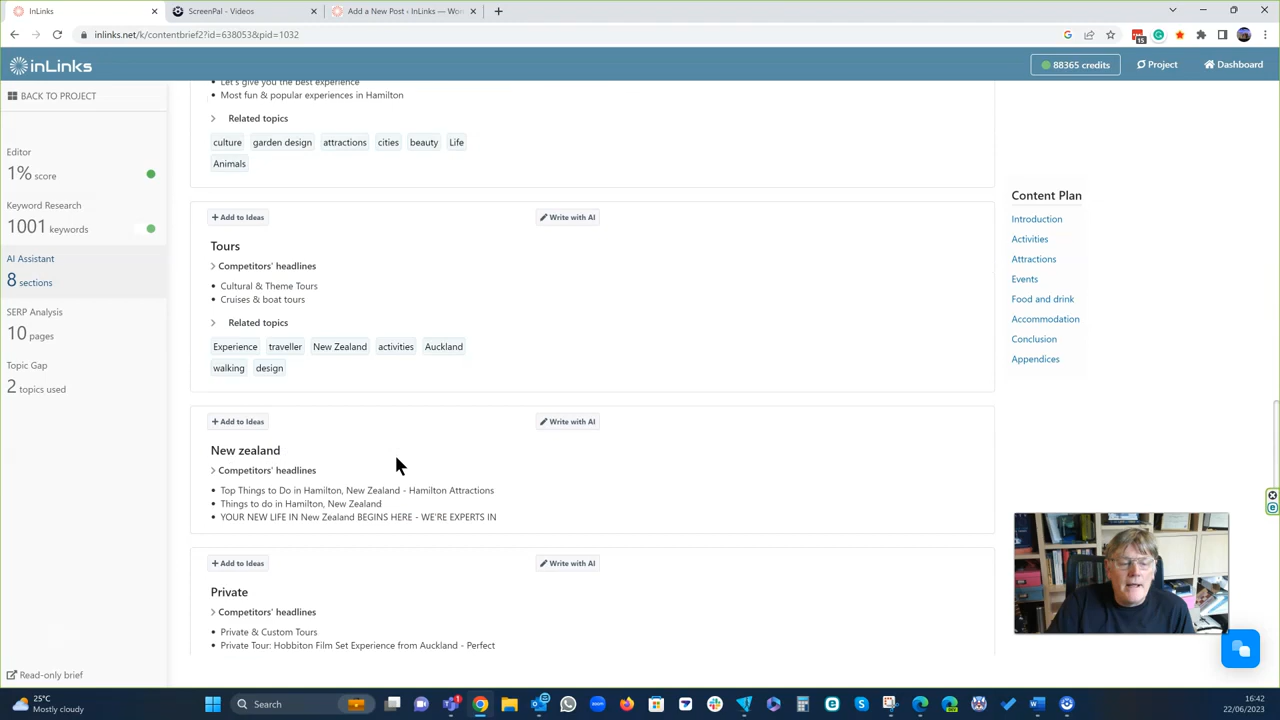 InLinks
ScreenPal - Videos
Add a New Post ‹ InLinks — Wor
inlinks.net/k/contentbrief2?id=638053&pid=1032
15
inLinks
88365 credits
Project
Dashboard
BACK TO PROJECT
Editor
1% score
Keyword Research
1001 keywords
AI Assistant
8 sections
SERP Analysis
10 pages
Topic Gap
2 topics used
Read-only brief
Let's give you the best experience
Most fun & popular experiences in Hamilton
Related topics
culture garden design attractions cities beauty Life
Animals
+ Add to Ideas
Write with AI
Tours
Competitors' headlines
Cultural & Theme Tours
Cruises & boat tours
Related topics
Experience traveller New Zealand activities Auckland
walking design
+ Add to Ideas
Write with AI
New zealand
Competitors' headlines
Top Things to Do in Hamilton, New Zealand - Hamilton Attractions
Things to do in Hamilton, New Zealand
YOUR NEW LIFE IN New Zealand BEGINS HERE - WE'RE EXPERTS IN
+ Add to Ideas
Write with AI
Private
Competitors' headlines
Private & Custom Tours
Private Tour: Hobbiton Film Set Experience from Auckland - Perfect
Content Plan
Introduction
Activities
Attractions
Events
Food and drink
Accommodation
Conclusion
Appendices
25°C
Mostly cloudy
Search
16:42
22/06/2023